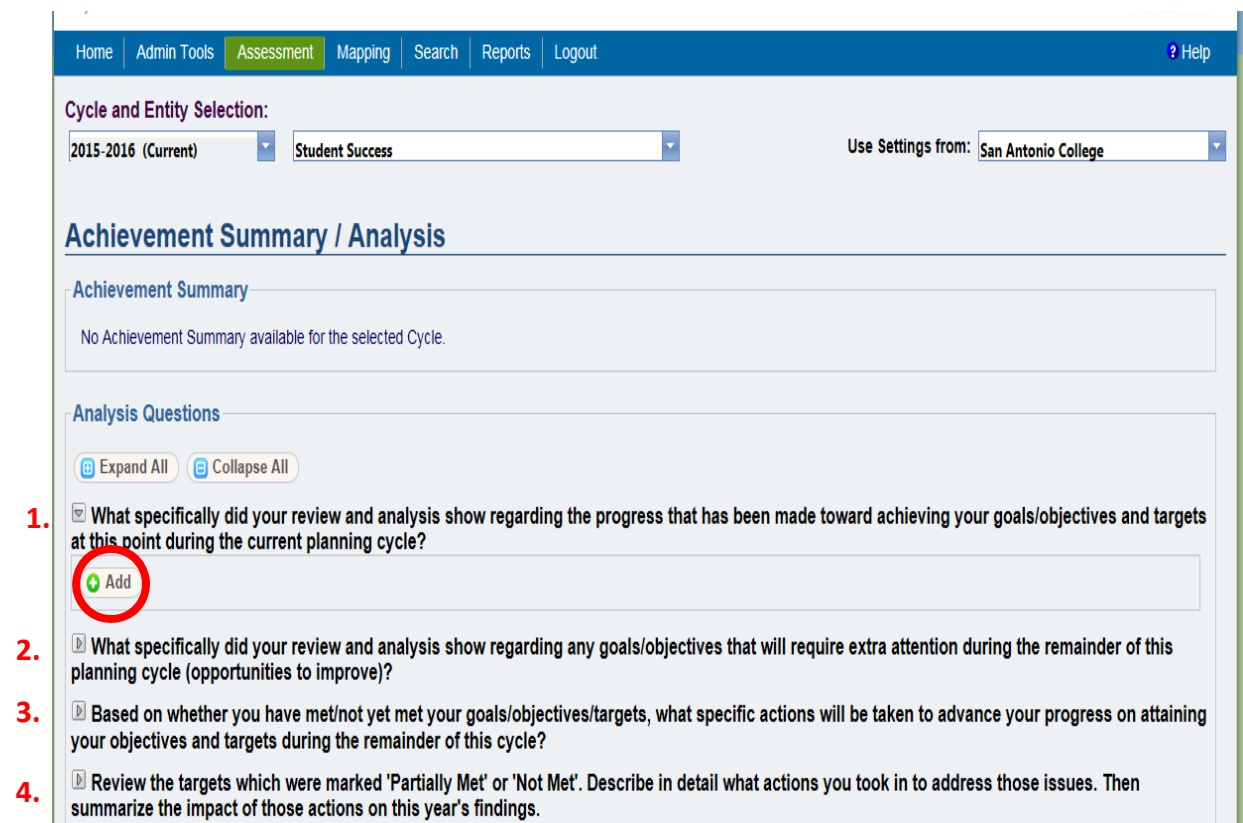 Home Admin Tools Assessment Mapping Search Reports Logout ? Help
Cycle and Entity Selection:
2015-2016 (Current) Student Success Use Settings from: San Antonio College
Achievement Summary / Analysis
Achievement Summary
No Achievement Summary available for the selected Cycle.
Analysis Questions
Expand All Collapse All
1. What specifically did your review and analysis show regarding the progress that has been made toward achieving your goals/objectives and targets
at this point during the current planning cycle?
Add
2. What specifically did your review and analysis show regarding any goals/objectives that will require extra attention during the remainder of this
planning cycle (opportunities to improve)?
3. Based on whether you have met/not yet met your goals/objectives/targets, what specific actions will be taken to advance your progress on attaining
your objectives and targets during the remainder of this cycle?
4. Review the targets which were marked 'Partially Met' or 'Not Met'. Describe in detail what actions you took in to address those issues. Then
summarize the impact of those actions on this year's findings.